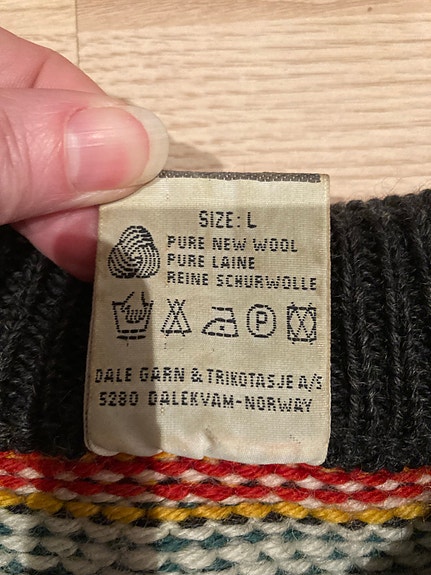 SIZE: L
PURE NEW WOOL
PURE LAINE
REINE SCHURWOLLE
P
DALE GARN & TRIKOTASJE A/S
5280 DALEKVAM-NORWAY